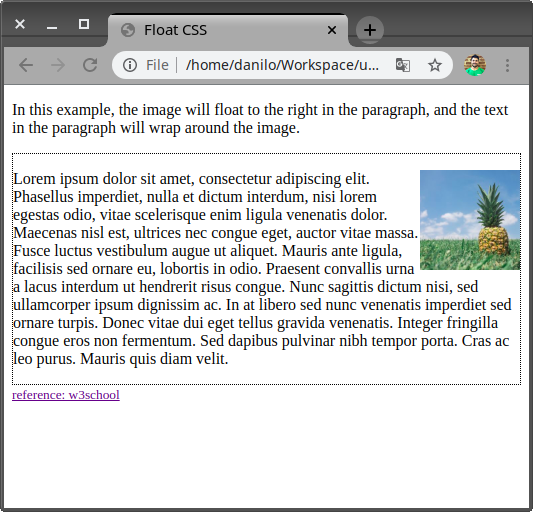 Float CSS
File
/home/danilo/Workspace/u...
In this example, the image will float to the right in the paragraph, and the text
in the paragraph will wrap around the image.
Lorem ipsum dolor sit amet, consectetur adipiscing elit.
Phasellus imperdiet, nulla et dictum interdum, nisi lorem
egestas odio, vitae scelerisque enim ligula venenatis dolor.
Maecenas nisl est, ultrices nec congue eget, auctor vitae massa.
Fusce luctus vestibulum augue ut aliquet. Mauris ante ligula,
facilisis sed ornare eu, lobortis in odio. Praesent convallis urna
a lacus interdum ut hendrerit risus congue. Nunc sagittis dictum nisi, sed
ullamcorper ipsum dignissim ac. In at libero sed nunc venenatis imperdiet sed
ornare turpis. Donec vitae dui eget tellus gravida venenatis. Integer fringilla
congue eros non fermentum. Sed dapibus pulvinar nibh tempor porta. Cras ac
leo purus. Mauris quis diam velit.
reference: w3school